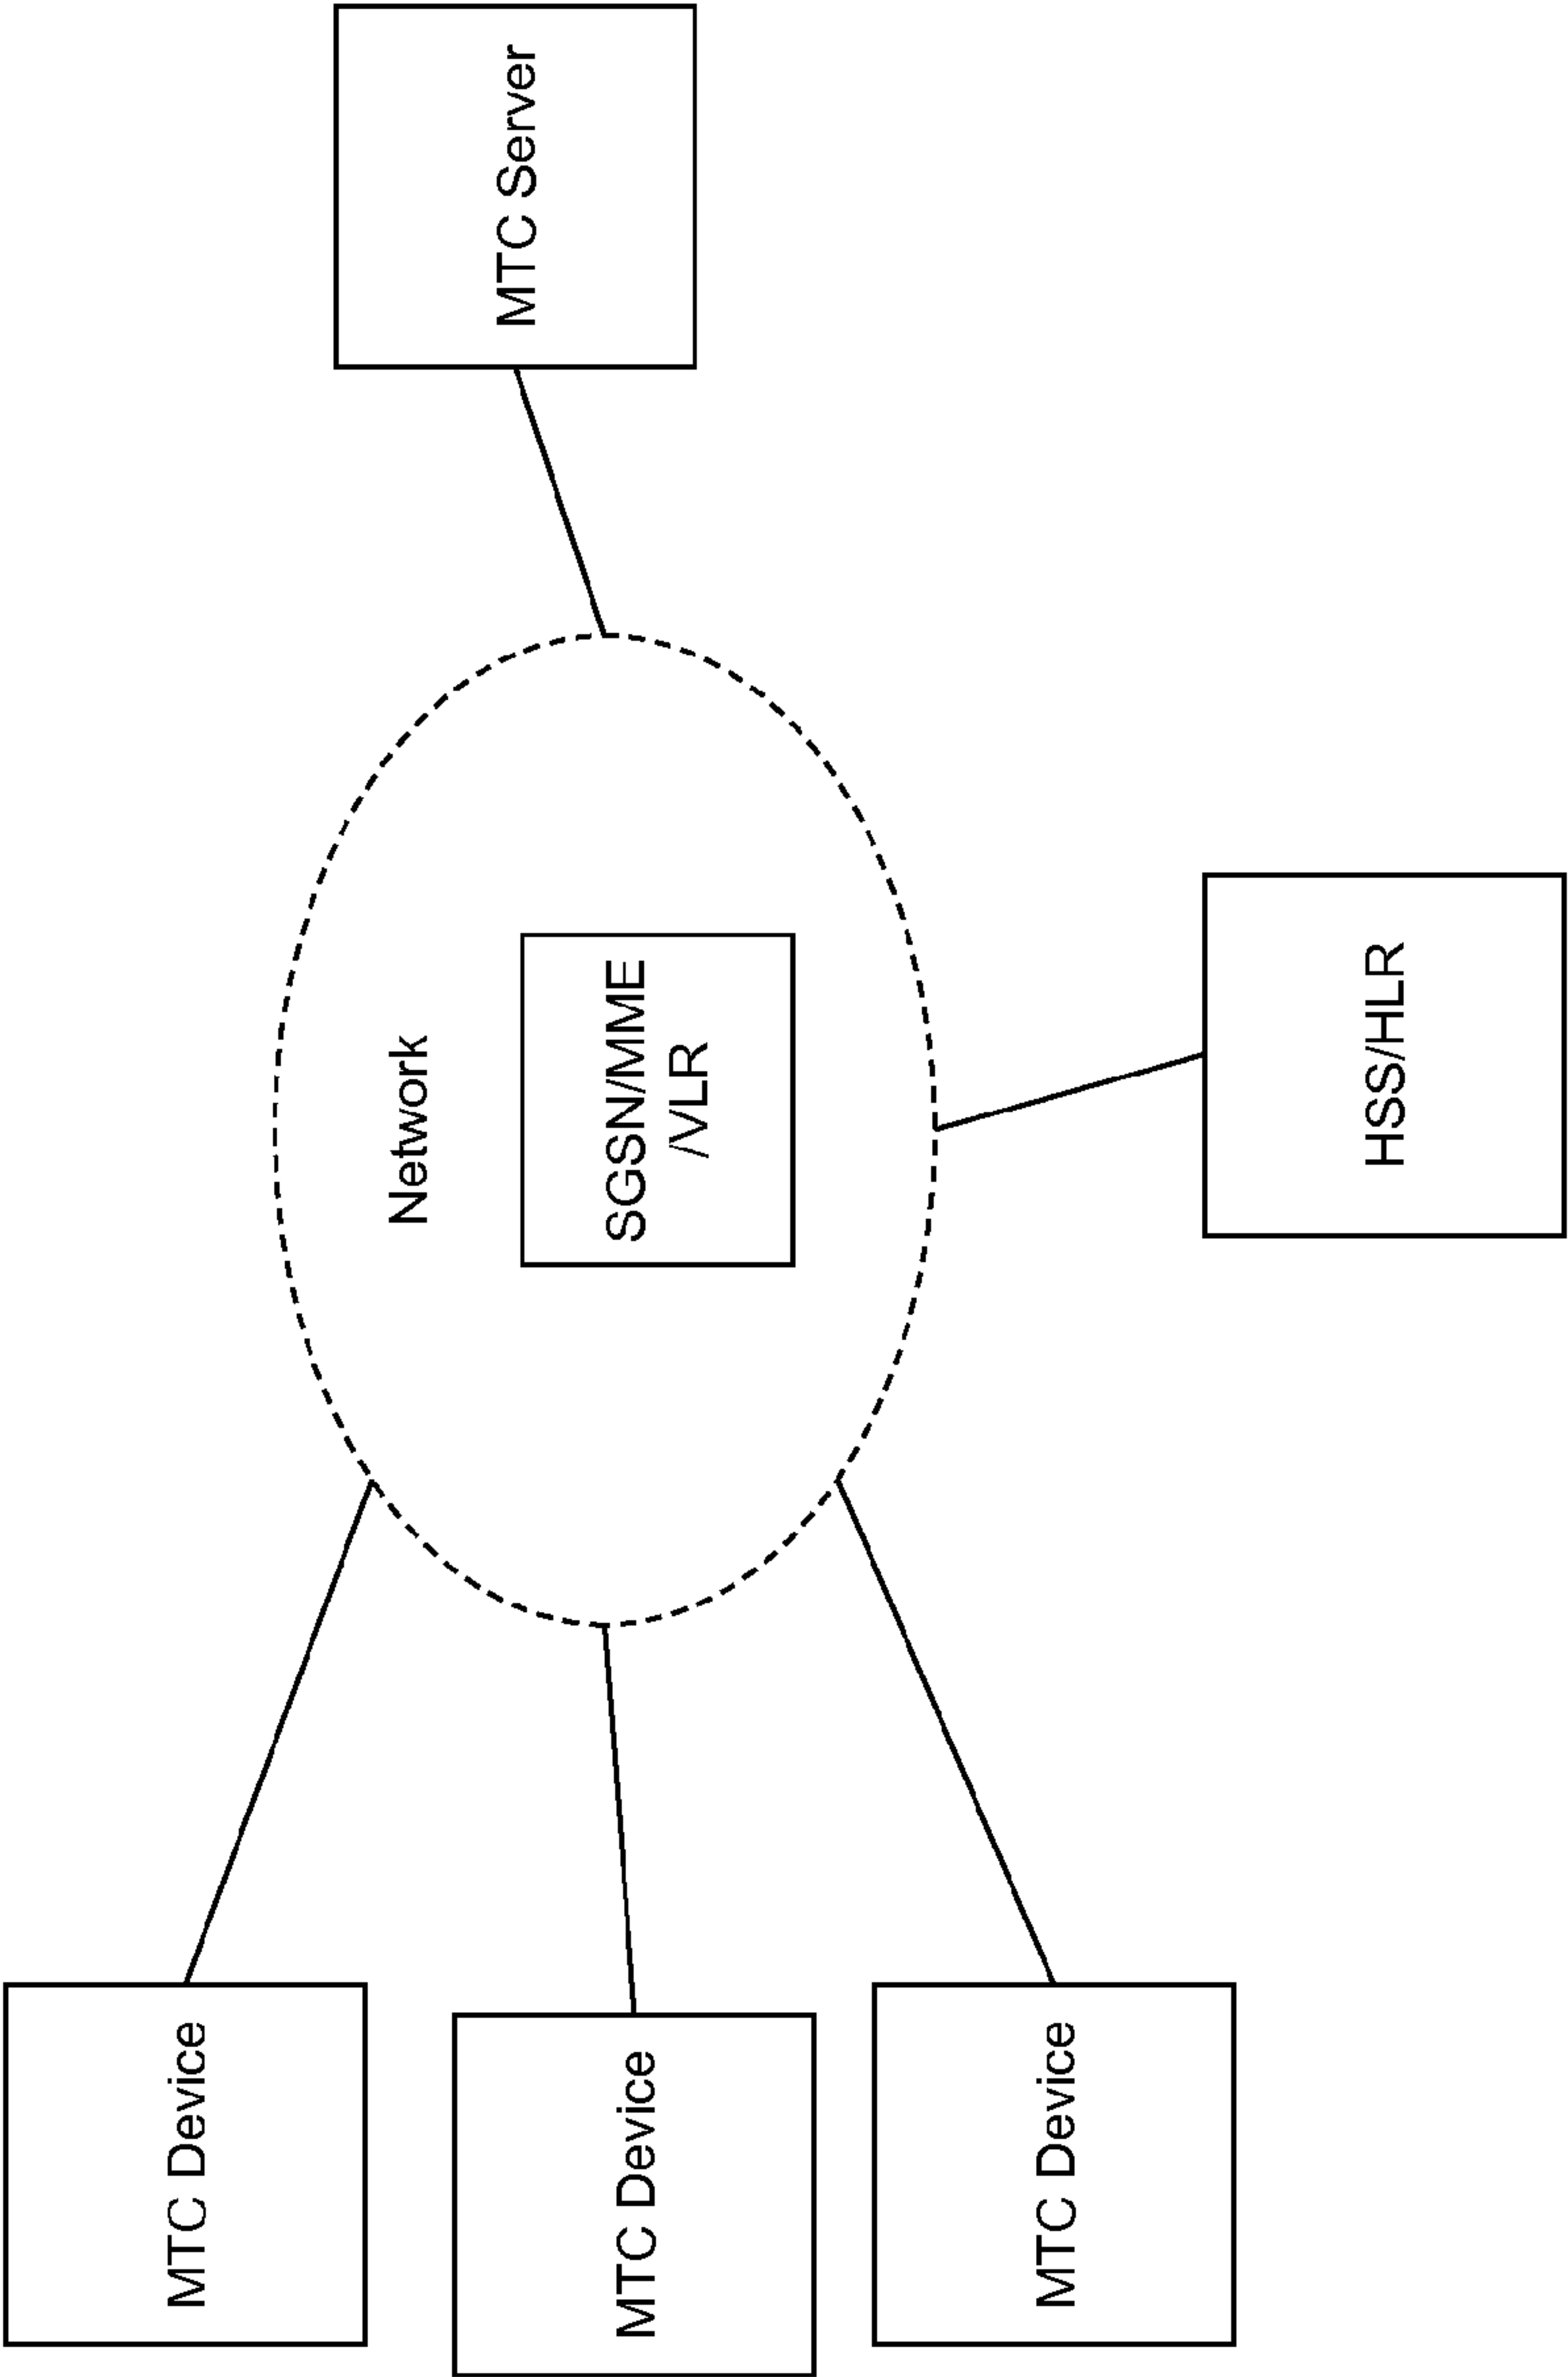 MTC Device
MTC Device
MTC Device
Network
SGSN/MME
/VLR
MTC Server
HSS/HLR